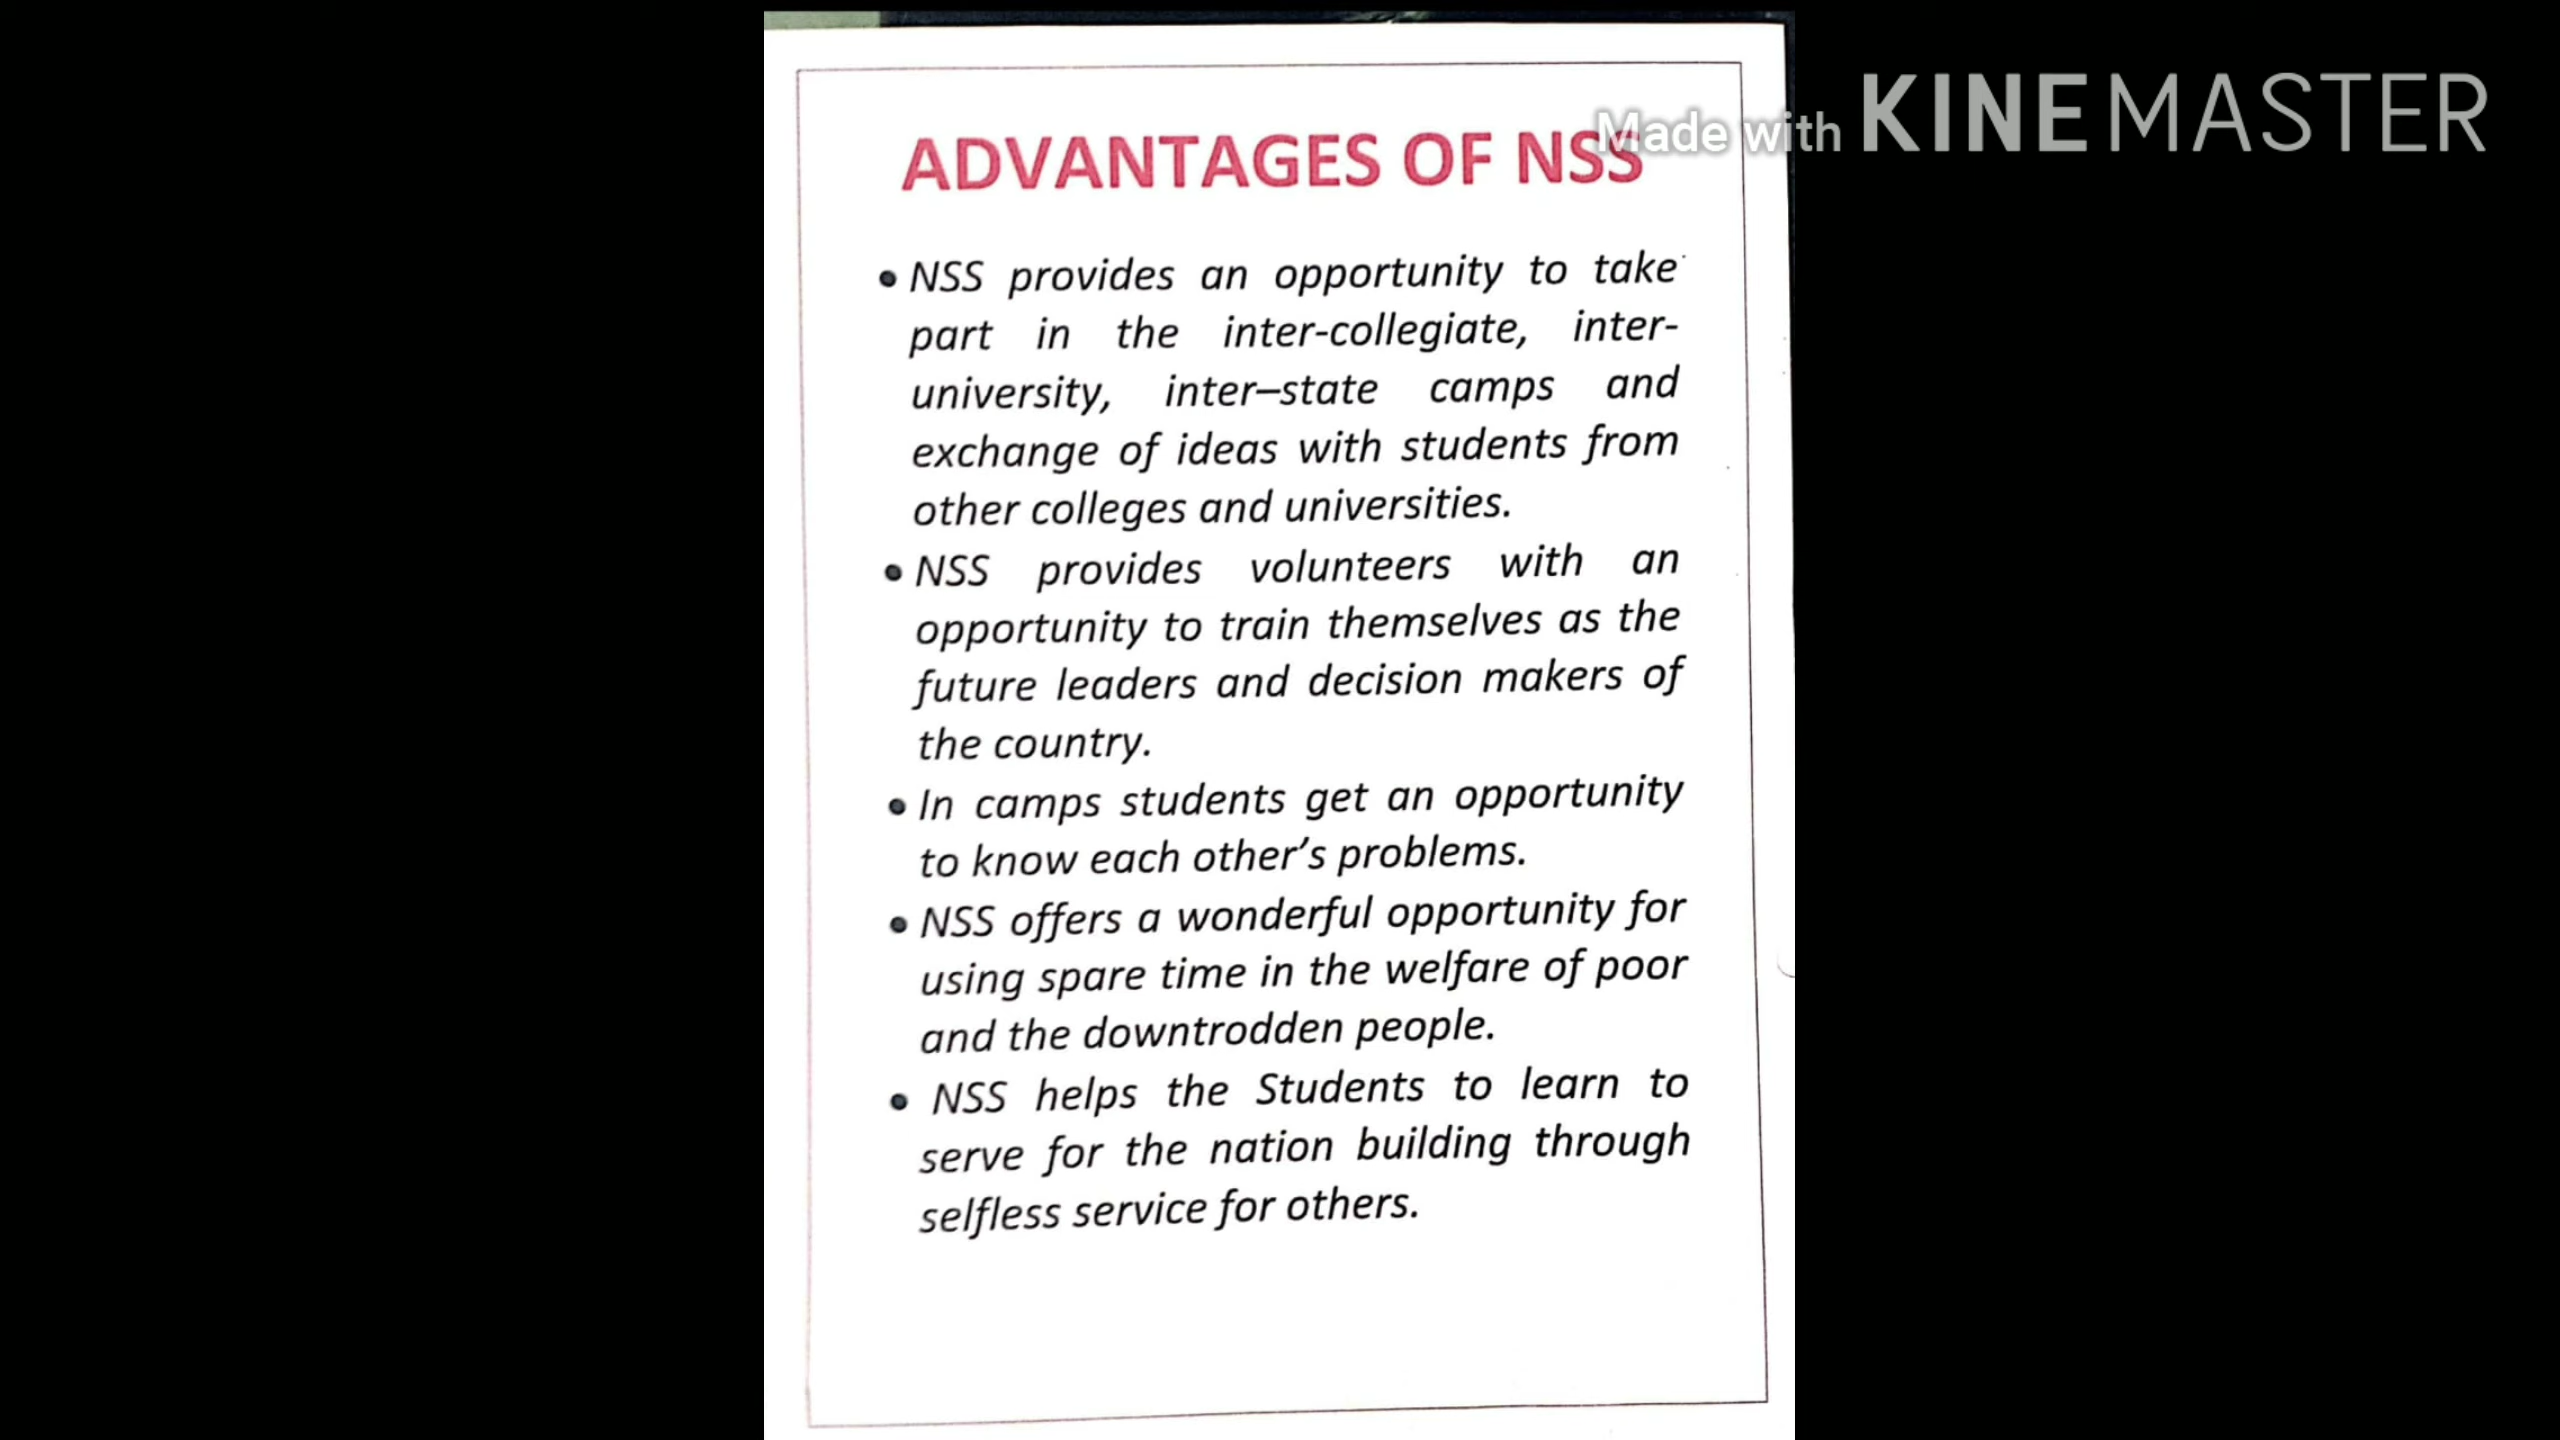 Made with KINEMASTER
ADVANTAGES OF NSS
• NSS provides an opportunity to take
part in the inter-collegiate, inter-
university, inter–state camps and
exchange of ideas with students from
other colleges and universities.
• NSS provides volunteers with an
opportunity to train themselves as the
future leaders and decision makers of
the country.
• In camps students get an opportunity
to know each other’s problems.
• NSS offers a wonderful opportunity for
using spare time in the welfare of poor
and the downtrodden people.
• NSS helps the Students to learn to
serve for the nation building through
selfless service for others.